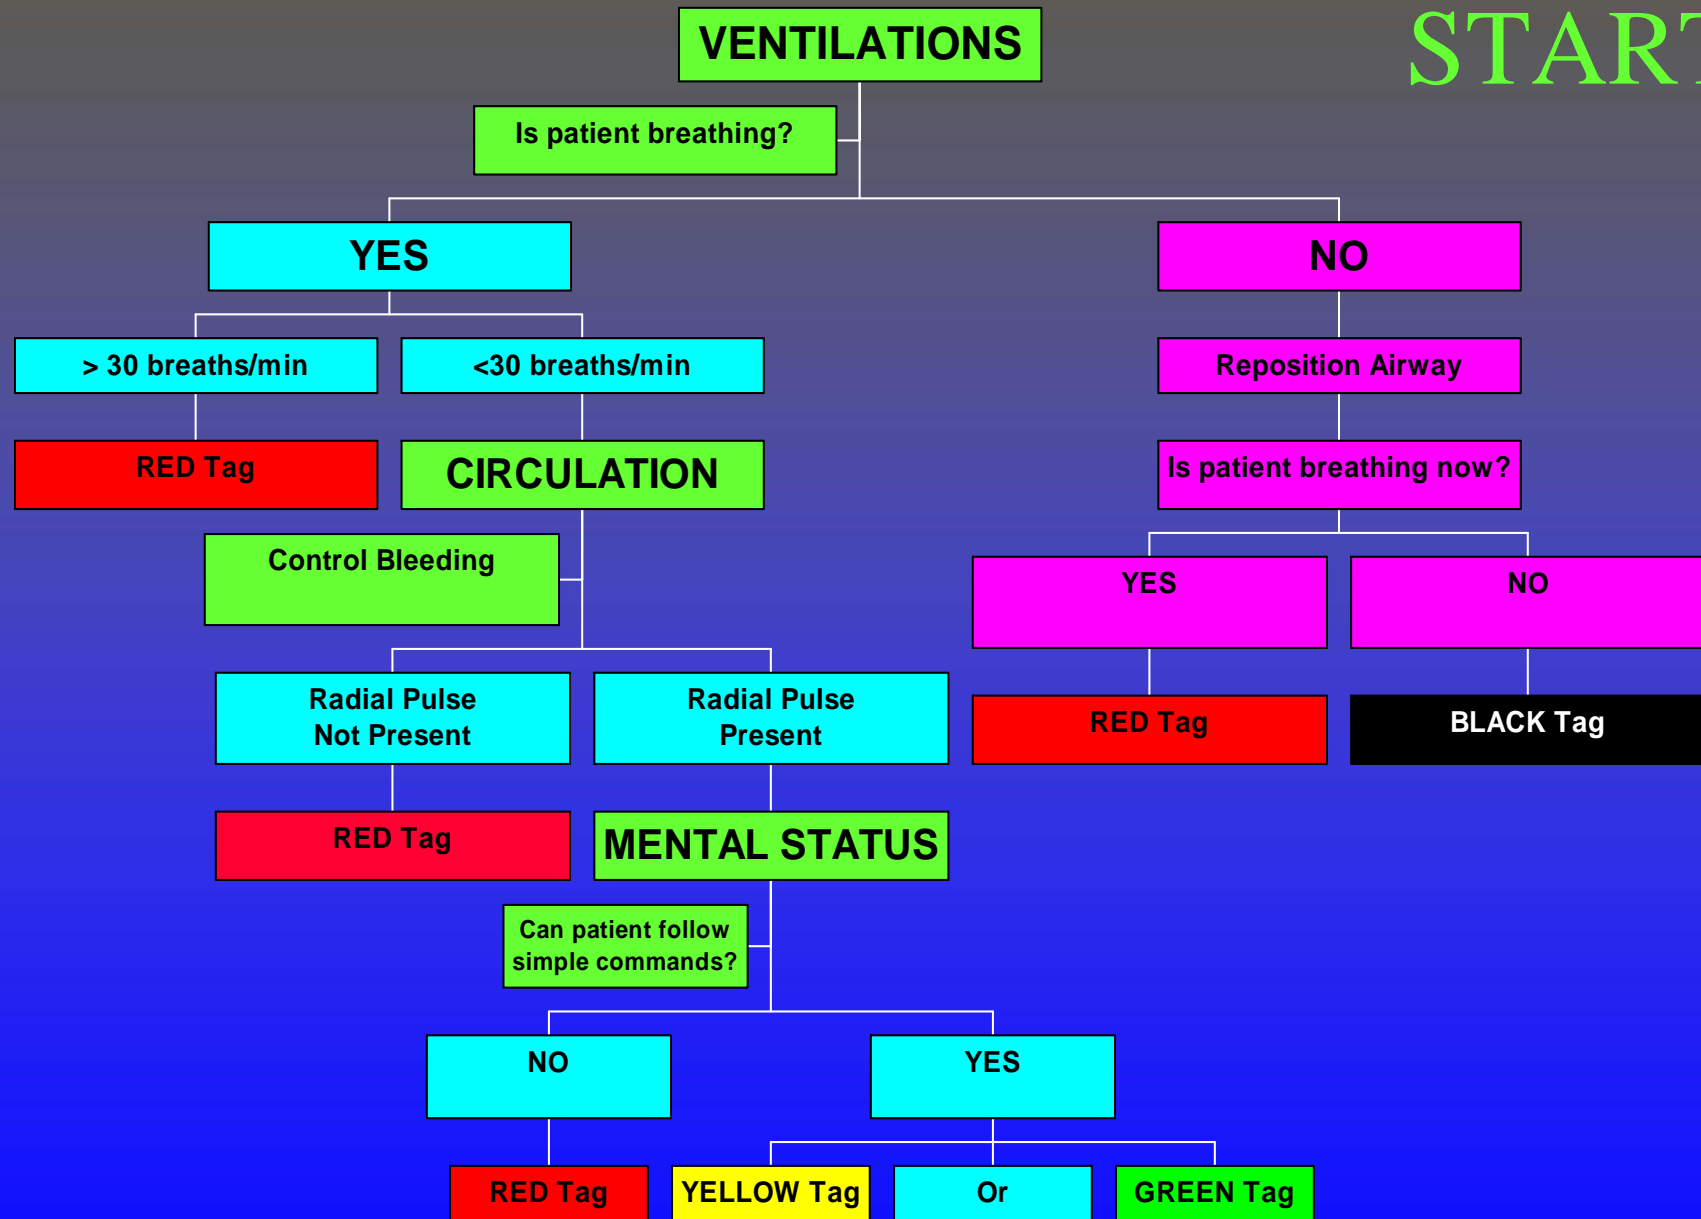 START
VENTILATIONS
Is patient breathing?
YES
NO
> 30 breaths/min
<30 breaths/min
Reposition Airway
RED Tag
CIRCULATION
Is patient breathing now?
Control Bleeding
YES
NO
Radial Pulse
Not Present
Radial Pulse
Present
RED Tag
BLACK Tag
RED Tag
MENTAL STATUS
Can patient follow
simple commands?
NO
YES
RED Tag
YELLOW Tag
Or
GREEN Tag